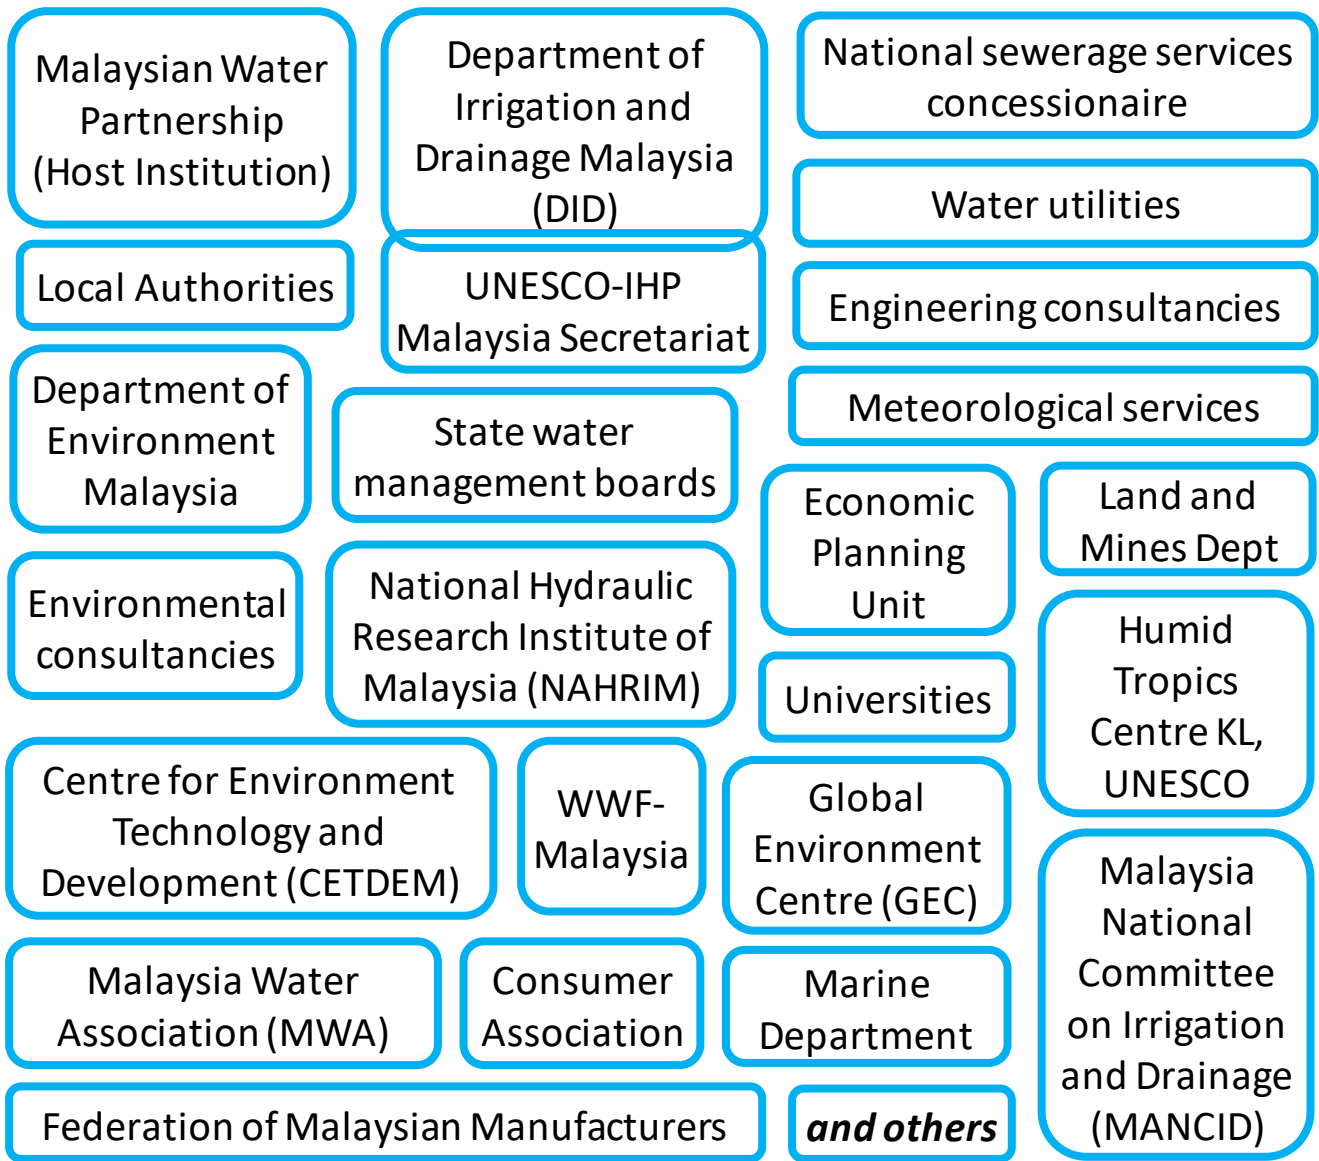 Malaysian Water
Partnership
(Host Institution)
Department of
Irrigation and
Drainage Malaysia
(DID)
National sewerage services
concessionaire
Water utilities
Local Authorities
UNESCO-IHP
Malaysia Secretariat
Engineering consultancies
Department of
Environment
Malaysia
State water
management boards
Meteorological services
Economic
Planning
Unit
Land and
Mines Dept
Environmental
consultancies
National Hydraulic
Research Institute of
Malaysia (NAHRIM)
Universities
Humid
Tropics
Centre KL,
UNESCO
Centre for Environment
Technology and
Development (CETDEM)
WWF-
Malaysia
Global
Environment
Centre (GEC)
Malaysia
National
Committee
on Irrigation
and Drainage
(MANCID)
Malaysia Water
Association (MWA)
Consumer
Association
Marine
Department
Federation of Malaysian Manufacturers
and others